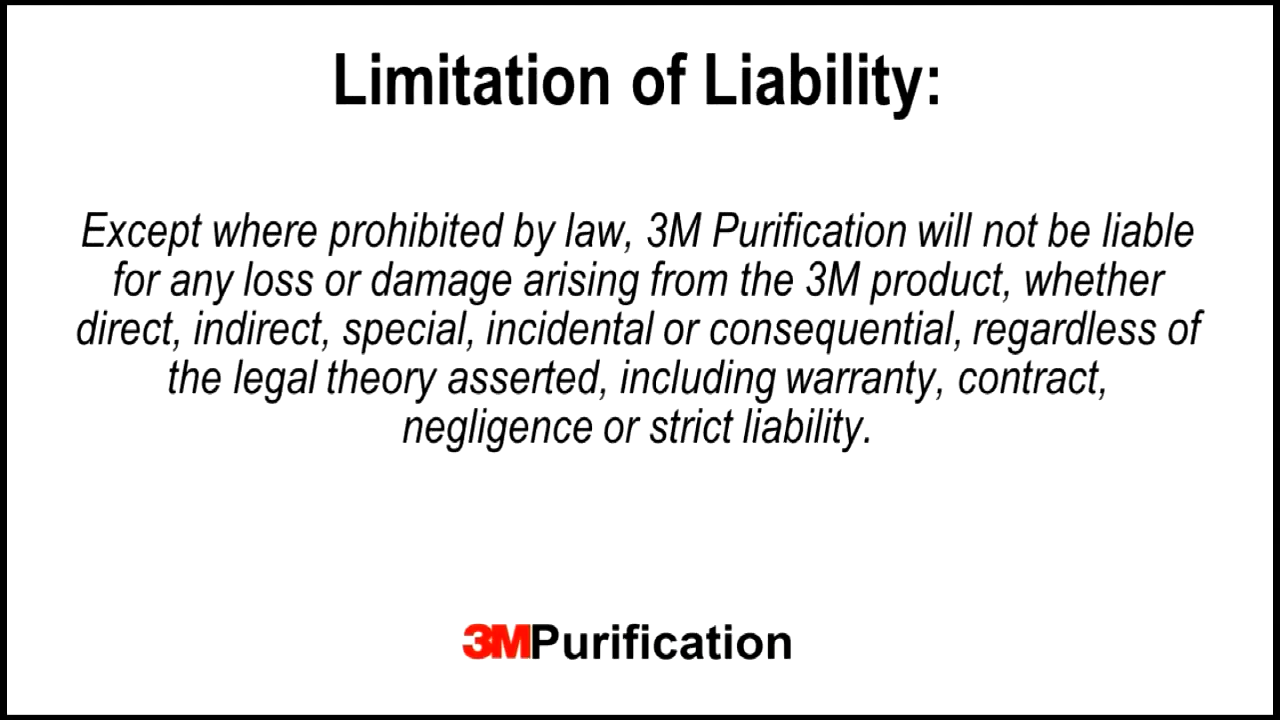 Limitation of Liability:
Except where prohibited by law, 3M Purification will not be liable
for any loss or damage arising from the 3M product, whether
direct, indirect, special, incidental or consequential, regardless of
the legal theory asserted, including warranty, contract,
negligence or strict liability.
3MPurification